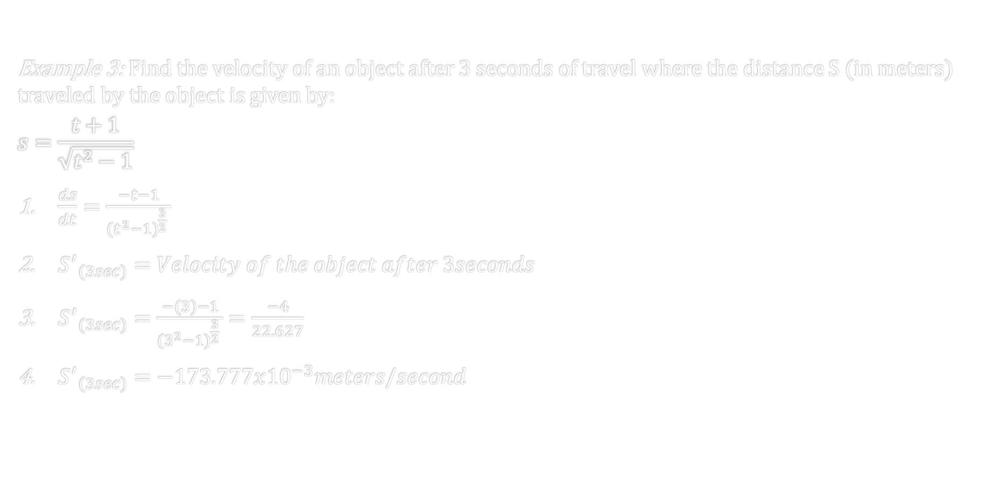 Example 3: Find the velocity of an object after 3 seconds of travel where the distance S (in meters)
traveled by the object is given by:
s = \frac{t + 1}{\sqrt{t^2 - 1}}
1. \frac{ds}{dt} = \frac{-t-1}{(t^2-1)^{\frac{3}{2}}}
2. S'_{(3sec)} = Velocity of the object after 3seconds
3. S'_{(3sec)} = \frac{-(3)-1}{(3^2-1)^{\frac{3}{2}}} = \frac{-4}{22.627}
4. S'_{(3sec)} = -173.777x10^{-3}meters/second